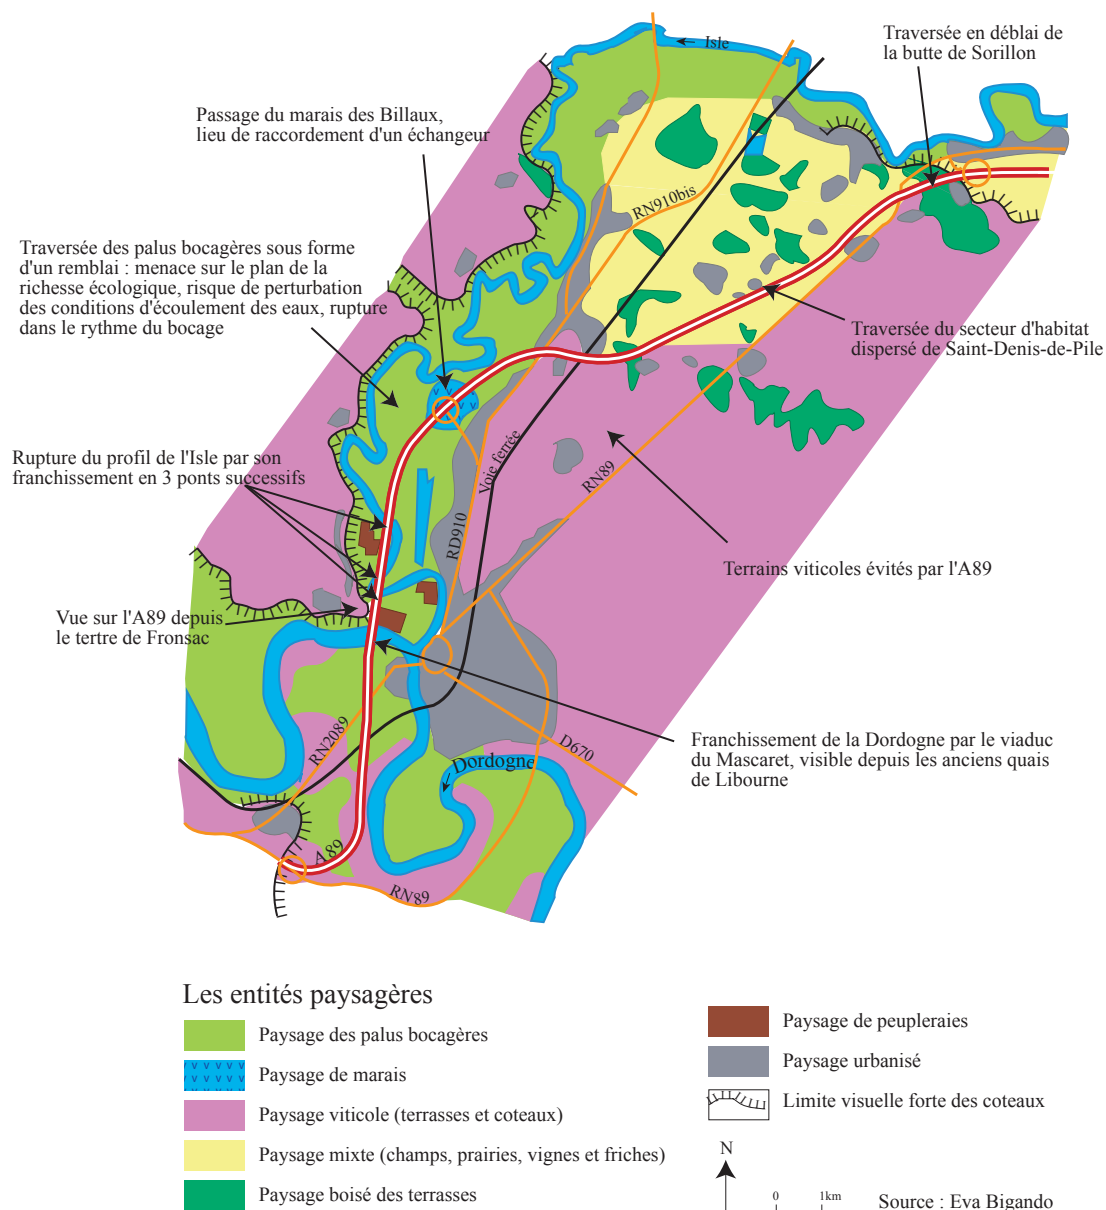 Traversée en déblai de
la butte de Sorillon
Isle
Passage du marais des Billaux,
lieu de raccordement d'un échangeur
RN910bis
Traversée des palus bocagères sous forme
d'un remblai : menace sur le plan de la
richesse écologique, risque de perturbation
des conditions d'écoulement des eaux, rupture
dans le rythme du bocage
Traversée du secteur d'habitat
dispersé de Saint-Denis-de-Pile
Rupture du profil de l'Isle par son
franchissement en 3 ponts successifs
Voie ferrée
RN89
RD910
Terrains viticoles évités par l'A89
Vue sur l'A89 depuis
le tertre de Fronsac
RN2089
D670
Franchissement de la Dordogne par le viaduc
du Mascaret, visible depuis les anciens quais
de Libourne
Dordogne
A 89
RN89
Les entités paysagères
Paysage des palus bocagères
Paysage de marais
Paysage viticole (terrasses et coteaux)
Paysage mixte (champs, prairies, vignes et friches)
Paysage boisé des terrasses
Paysage de peupleraies
Paysage urbanisé
Limite visuelle forte des coteaux
N
0 1km
Source : Eva Bigando